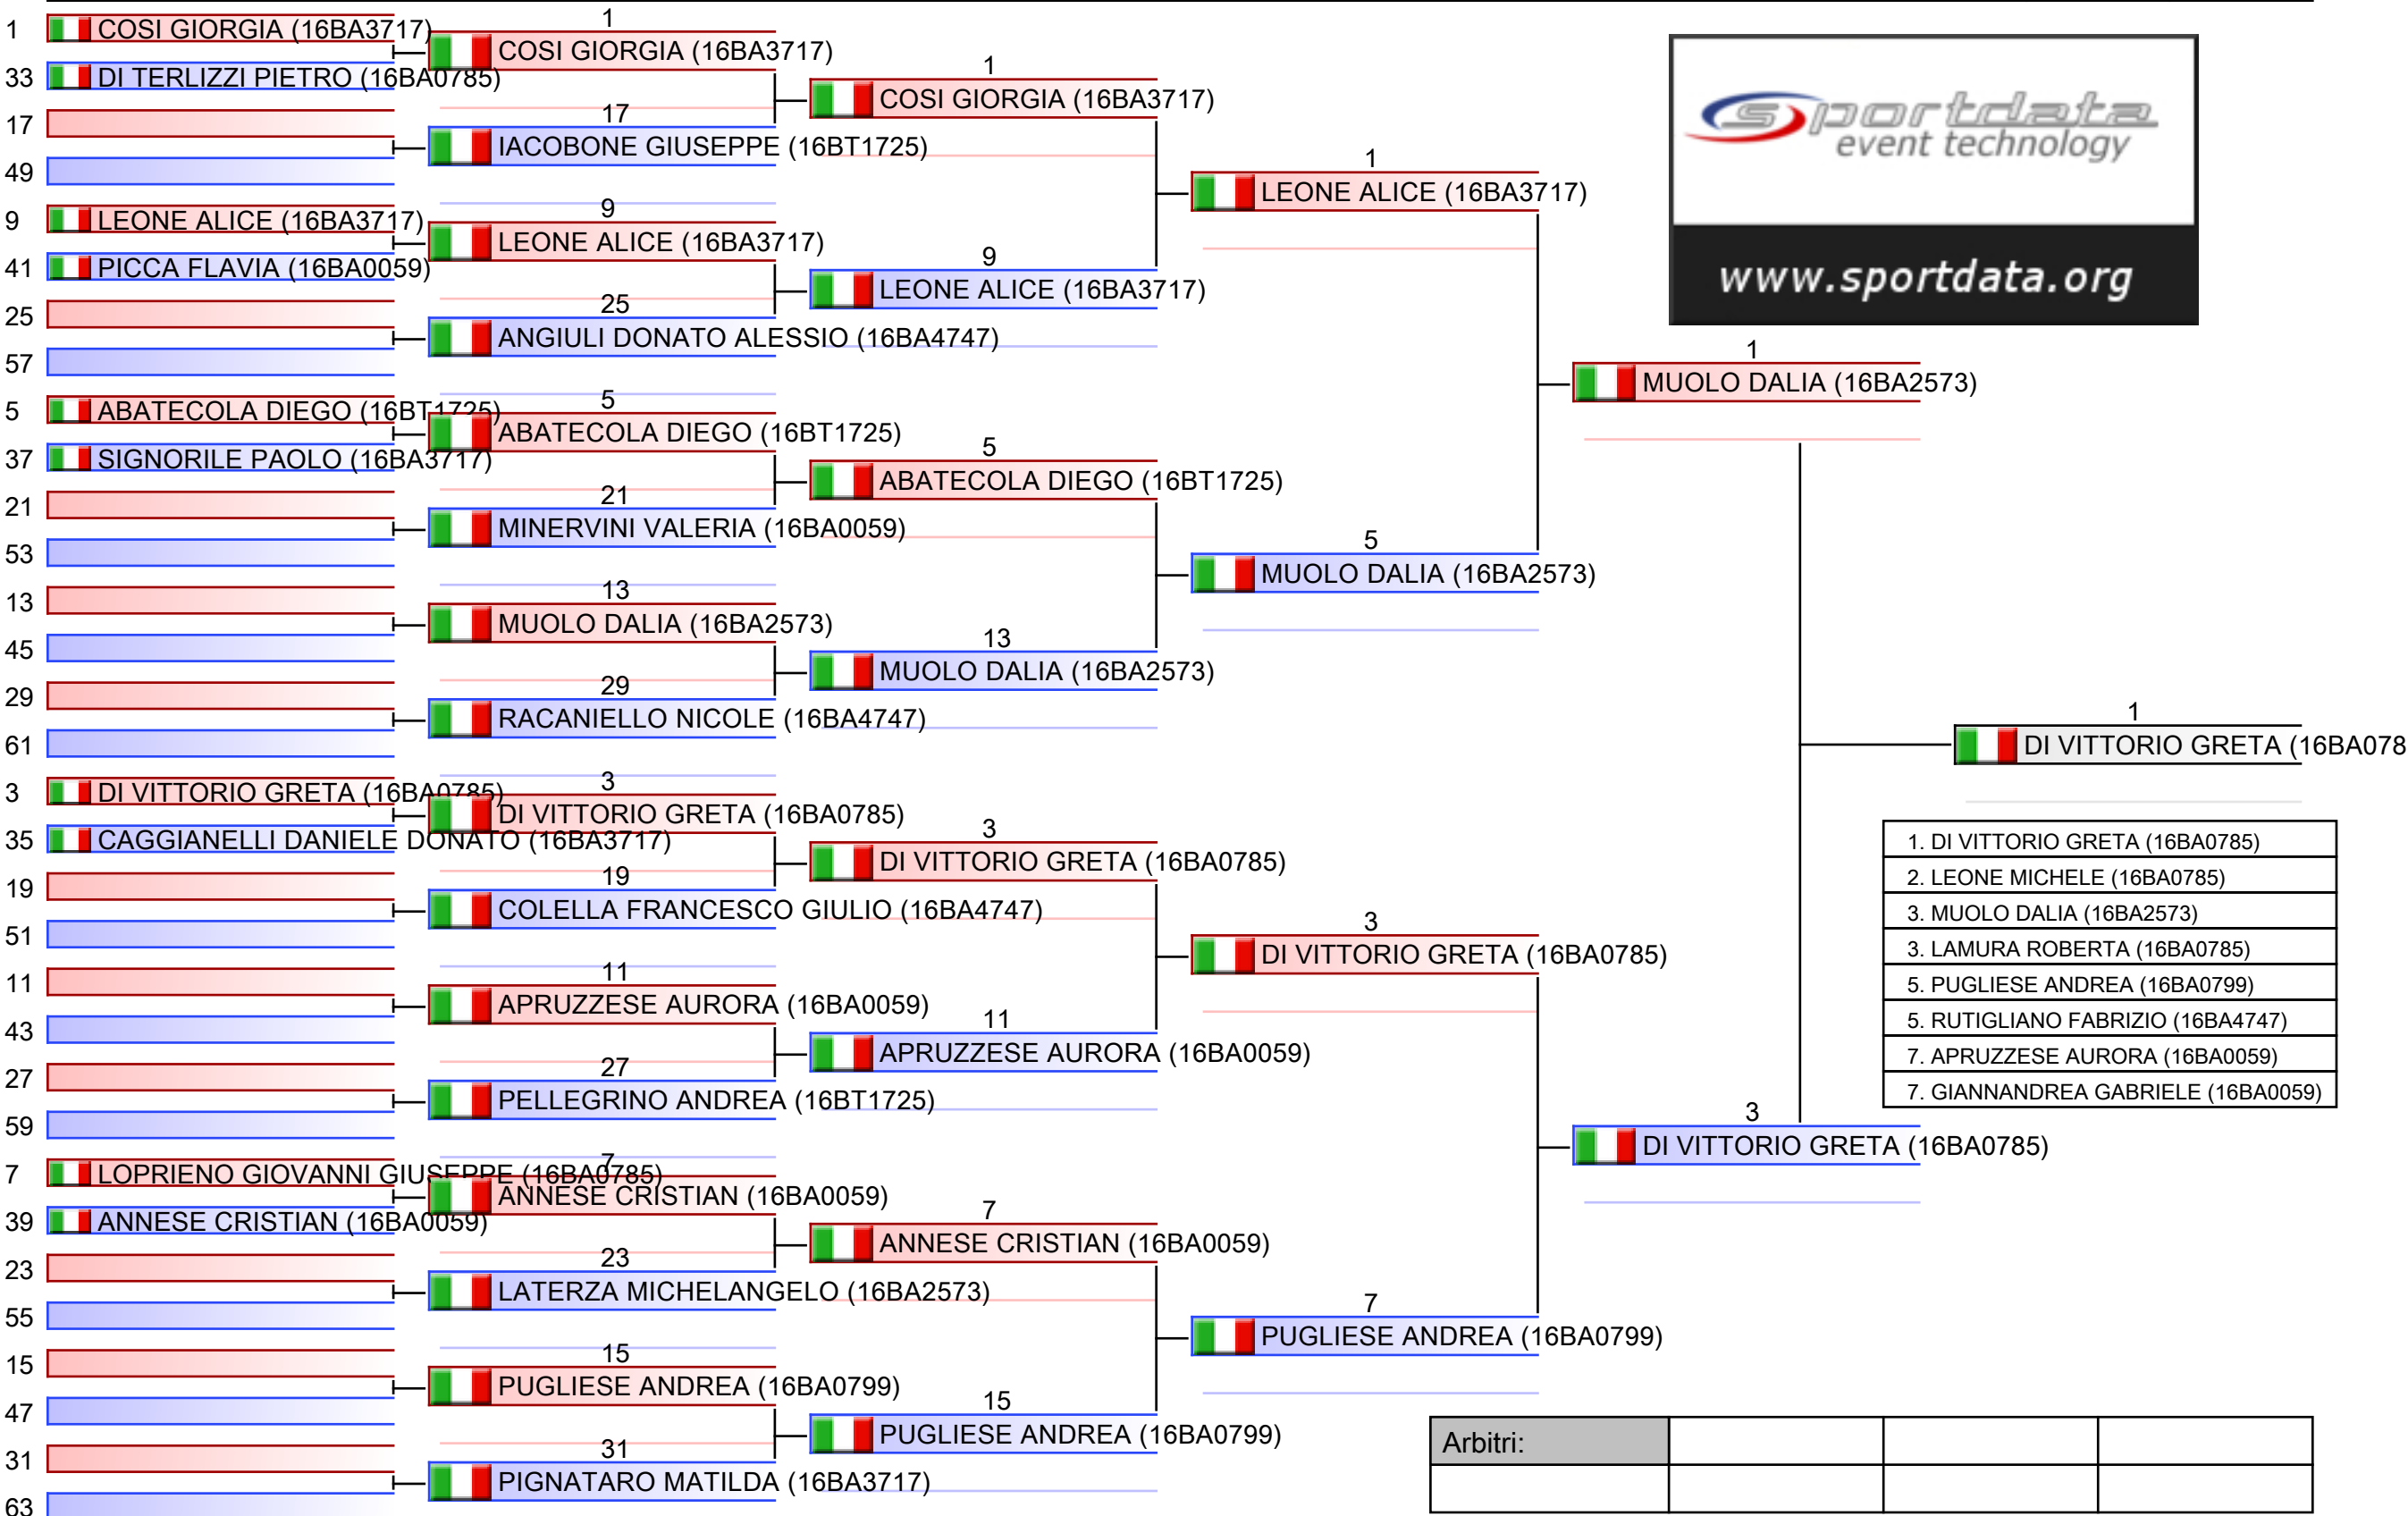 1 COSI GIORGIA (16BA3717)
33 DI TERLIZZI PIETRO (16BA0785)
17
49
9 LEONE ALICE (16BA3717)
41 PICCA FLAVIA (16BA0059)
25
57
5 ABATECOLA DIEGO (16BT1725)
37 SIGNORILE PAOLO (16BA3717)
21
53
13
45
29
61
3 DI VITTORIO GRETA (16BA0785)
35 CAGGIANELLI DANIELE DONATO (16BA3717)
19
51
11
43
27
59
7 LOPRIENO GIOVANNI GIUSEPPE (16BA0785)
39 ANNESE CRISTIAN (16BA0059)
23
55
15
47
31
63
1
COSI GIORGIA (16BA3717)
17
IACOBONE GIUSEPPE (16BT1725)
9
LEONE ALICE (16BA3717)
25
ANGIULI DONATO ALESSIO (16BA4747)
5
ABATECOLA DIEGO (16BT1725)
21
MINERVINI VALERIA (16BA0059)
13
MUOLO DALIA (16BA2573)
29
RACANIELLO NICOLE (16BA4747)
3
DI VITTORIO GRETA (16BA0785)
19
COLELLA FRANCESCO GIULIO (16BA4747)
11
APRUZZESE AURORA (16BA0059)
27
PELLEGRINO ANDREA (16BT1725)
7
ANNESE CRISTIAN (16BA0059)
23
LATERZA MICHELANGELO (16BA2573)
15
PUGLIESE ANDREA (16BA0799)
31
PIGNATARO MATILDA (16BA3717)
1
COSI GIORGIA (16BA3717)
9
LEONE ALICE (16BA3717)
5
ABATECOLA DIEGO (16BT1725)
13
MUOLO DALIA (16BA2573)
3
DI VITTORIO GRETA (16BA0785)
11
APRUZZESE AURORA (16BA0059)
7
ANNESE CRISTIAN (16BA0059)
15
PUGLIESE ANDREA (16BA0799)
1
LEONE ALICE (16BA3717)
5
MUOLO DALIA (16BA2573)
3
DI VITTORIO GRETA (16BA0785)
7
PUGLIESE ANDREA (16BA0799)
1
MUOLO DALIA (16BA2573)
3
DI VITTORIO GRETA (16BA0785)
1
DI VITTORIO GRETA (16BA078
sportdata
event technology
www.sportdata.org
1. DI VITTORIO GRETA (16BA0785)
2. LEONE MICHELE (16BA0785)
3. MUOLO DALIA (16BA2573)
3. LAMURA ROBERTA (16BA0785)
5. PUGLIESE ANDREA (16BA0799)
5. RUTIGLIANO FABRIZIO (16BA4747)
7. APRUZZESE AURORA (16BA0059)
7. GIANNANDREA GABRIELE (16BA0059)
Arbitri: